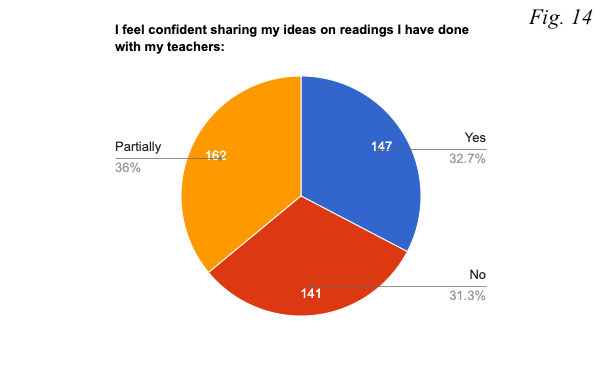 Fig. 14
I feel confident sharing my ideas on readings I have done
with my teachers:
Yes
32.7%
147
Partially
36%
162
No
31.3%
141